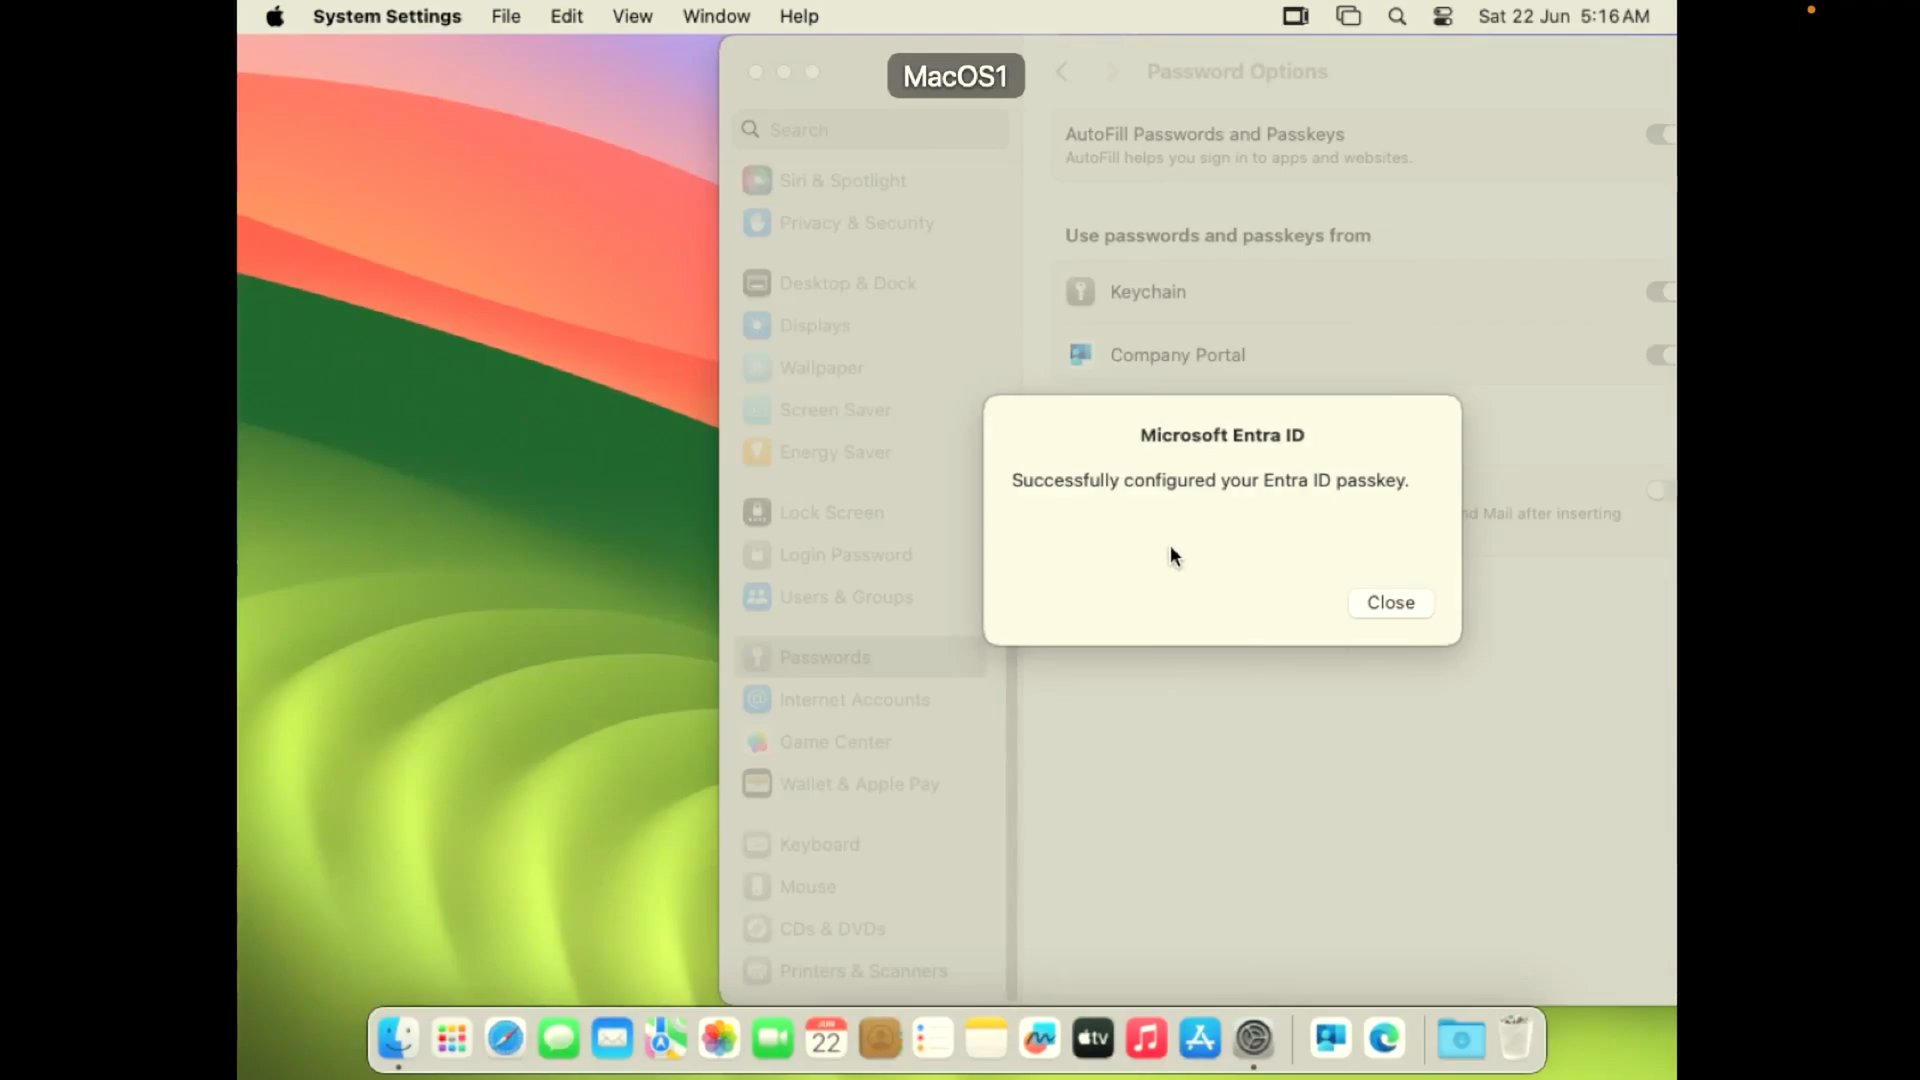 System Settings File Edit View Window Help Sat 22 Jun 5:16 AM
MacOS1
Password Options
Search
AutoFill Passwords and Passkeys
AutoFill helps you sign in to apps and websites.
Siri & Spotlight
Privacy & Security
Use passwords and passkeys from
Desktop & Dock
Keychain
Displays
Company Portal
Wallpaper
Screen Saver
Energy Saver
Microsoft Entra ID
Successfully configured your Entra ID passkey.
nd Mail after inserting
Close
Lock Screen
Login Password
Users & Groups
Passwords
Internet Accounts
Game Center
Wallet & Apple Pay
Keyboard
Mouse
CDs & DVDs
Printers & Scanners
JUN
22
tv